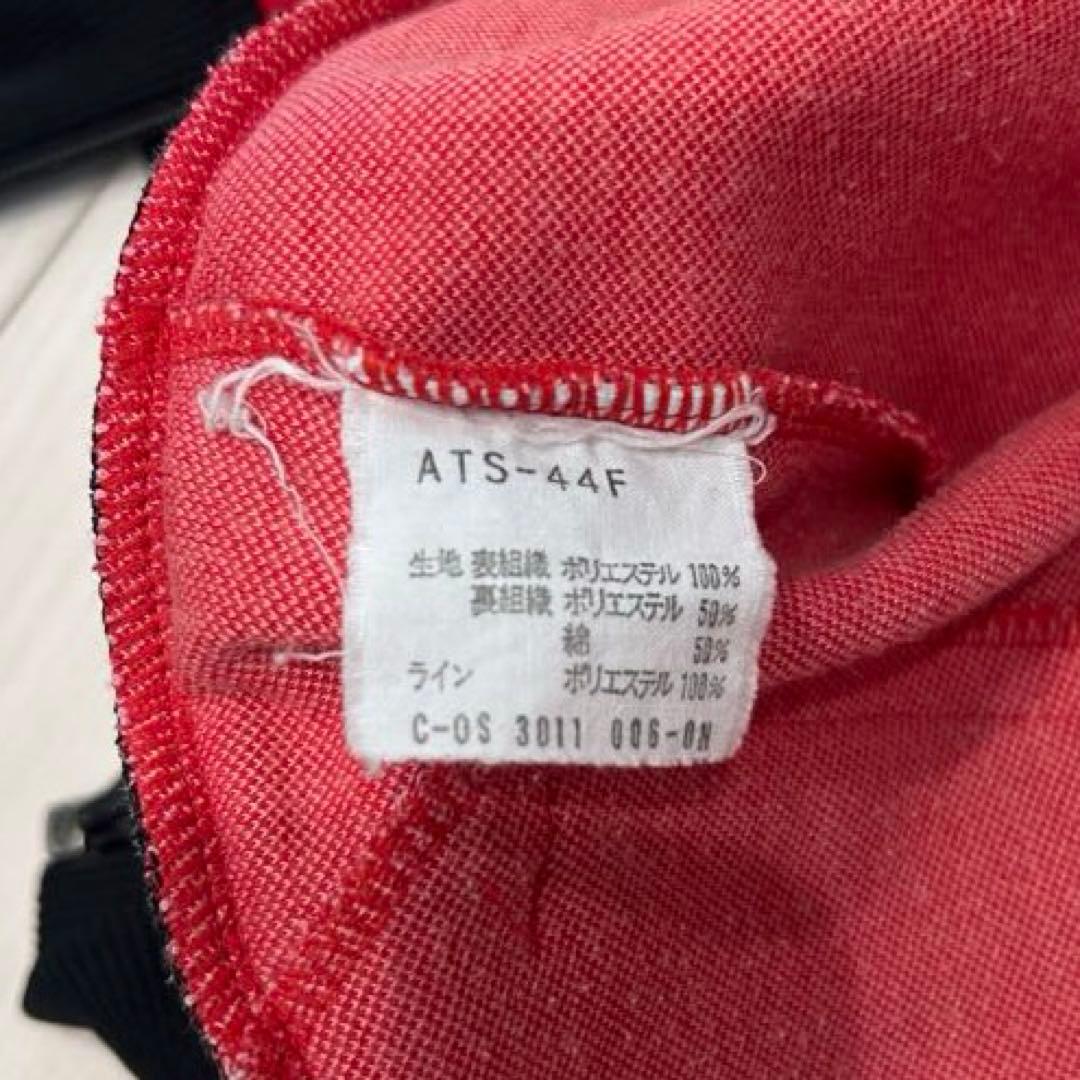 ATS-44F
生地 表組織 ポリエステル 100%
裏組織 ポリエステル 50%
綿 50%
ライン ポリエステル 100%
C-OS 3011 006-0N